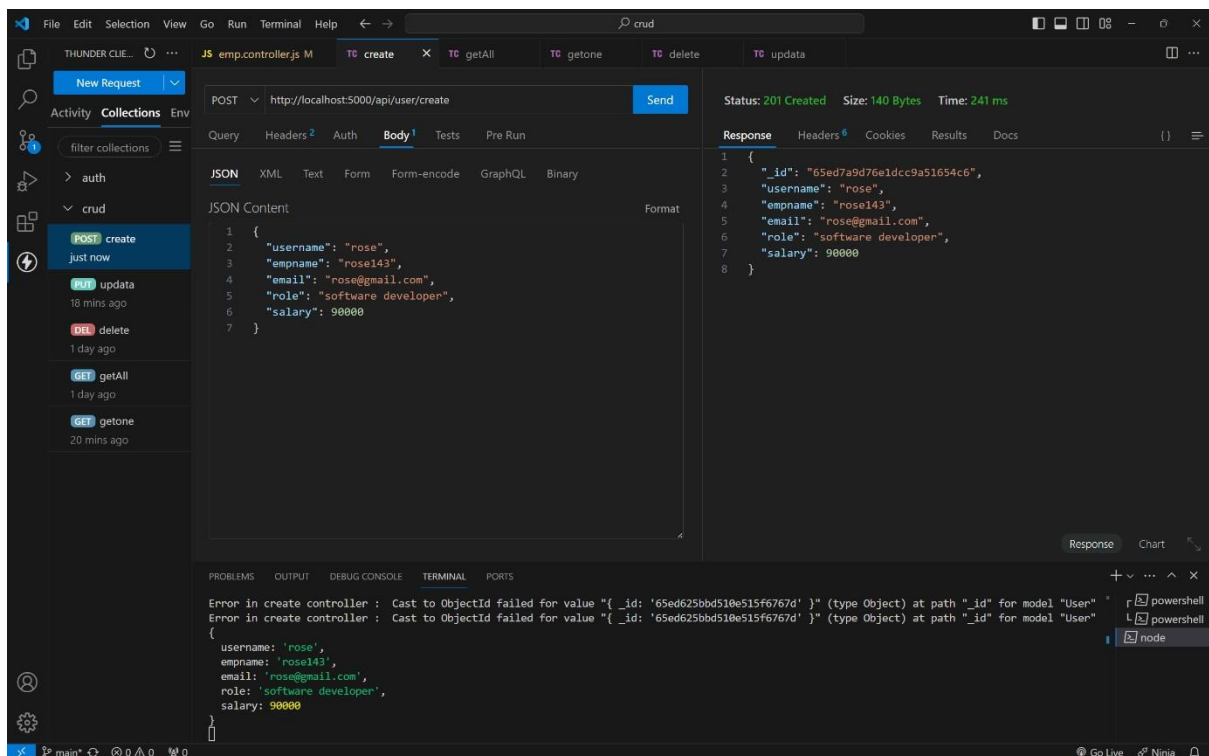 File Edit Selection View Go Run Terminal Help
crud
THUNDER CLIE...
New Request
Activity Collections Env
filter collections
auth
crud
POST create
just now
PUT updata
18 mins ago
DEL delete
1 day ago
GET getAll
1 day ago
GET getone
20 mins ago
JS emp.controller.js M TC create TC getAll TC getone TC delete TC updata
POST http://localhost:5000/api/user/create Send
Query Headers 2 Auth Body 1 Tests Pre Run
JSON XML Text Form Form-encode GraphQL Binary
JSON Content Format
1 {
2 "username": "rose",
3 "empname": "rose143",
4 "email": "rose@gmail.com",
5 "role": "software developer",
6 "salary": 90000
7 }
Status: 201 Created Size: 140 Bytes Time: 241 ms
Response Headers 6 Cookies Results Docs {}
1 {
2 "_id": "65ed7a9d76e1dcc9a51654c6",
3 "username": "rose",
4 "empname": "rose143",
5 "email": "rose@gmail.com",
6 "role": "software developer",
7 "salary": 90000
8 }
Response Chart
PROBLEMS OUTPUT DEBUG CONSOLE TERMINAL PORTS
Error in create controller : Cast to ObjectId failed for value "{ _id: '65ed625bbd510e515f6767d' }" (type Object) at path "_id" for model "User"
Error in create controller : Cast to ObjectId failed for value "{ _id: '65ed625bbd510e515f6767d' }" (type Object) at path "_id" for model "User"
{
username: 'rose',
empname: 'rose143',
email: 'rose@gmail.com',
role: 'software developer',
salary: 90000
}
powershell
powershell
node
1
main* 0 0 0 Go Live Ninja